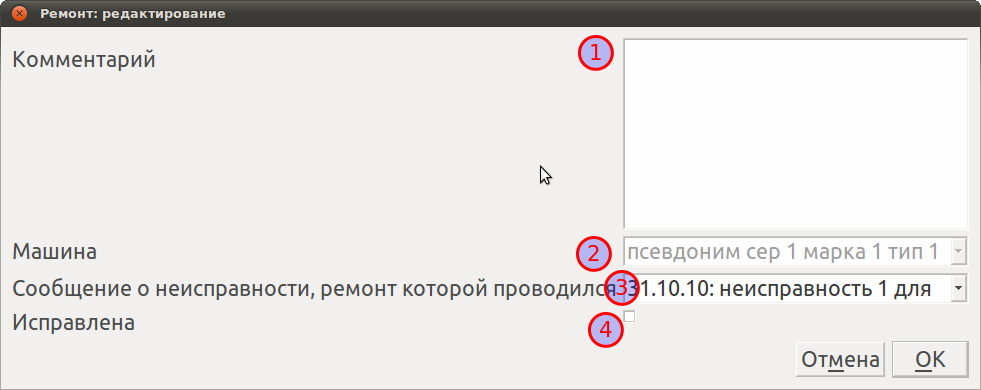 Ремонт: редактирование
Комментарий
1
Машина
2
псевдоним сер 1 марка 1 тип 1
Сообщение о неисправности, ремонт которой проводился
3
31.10.10: неисправность 1 для
Исправлена
4
Отмена
OK